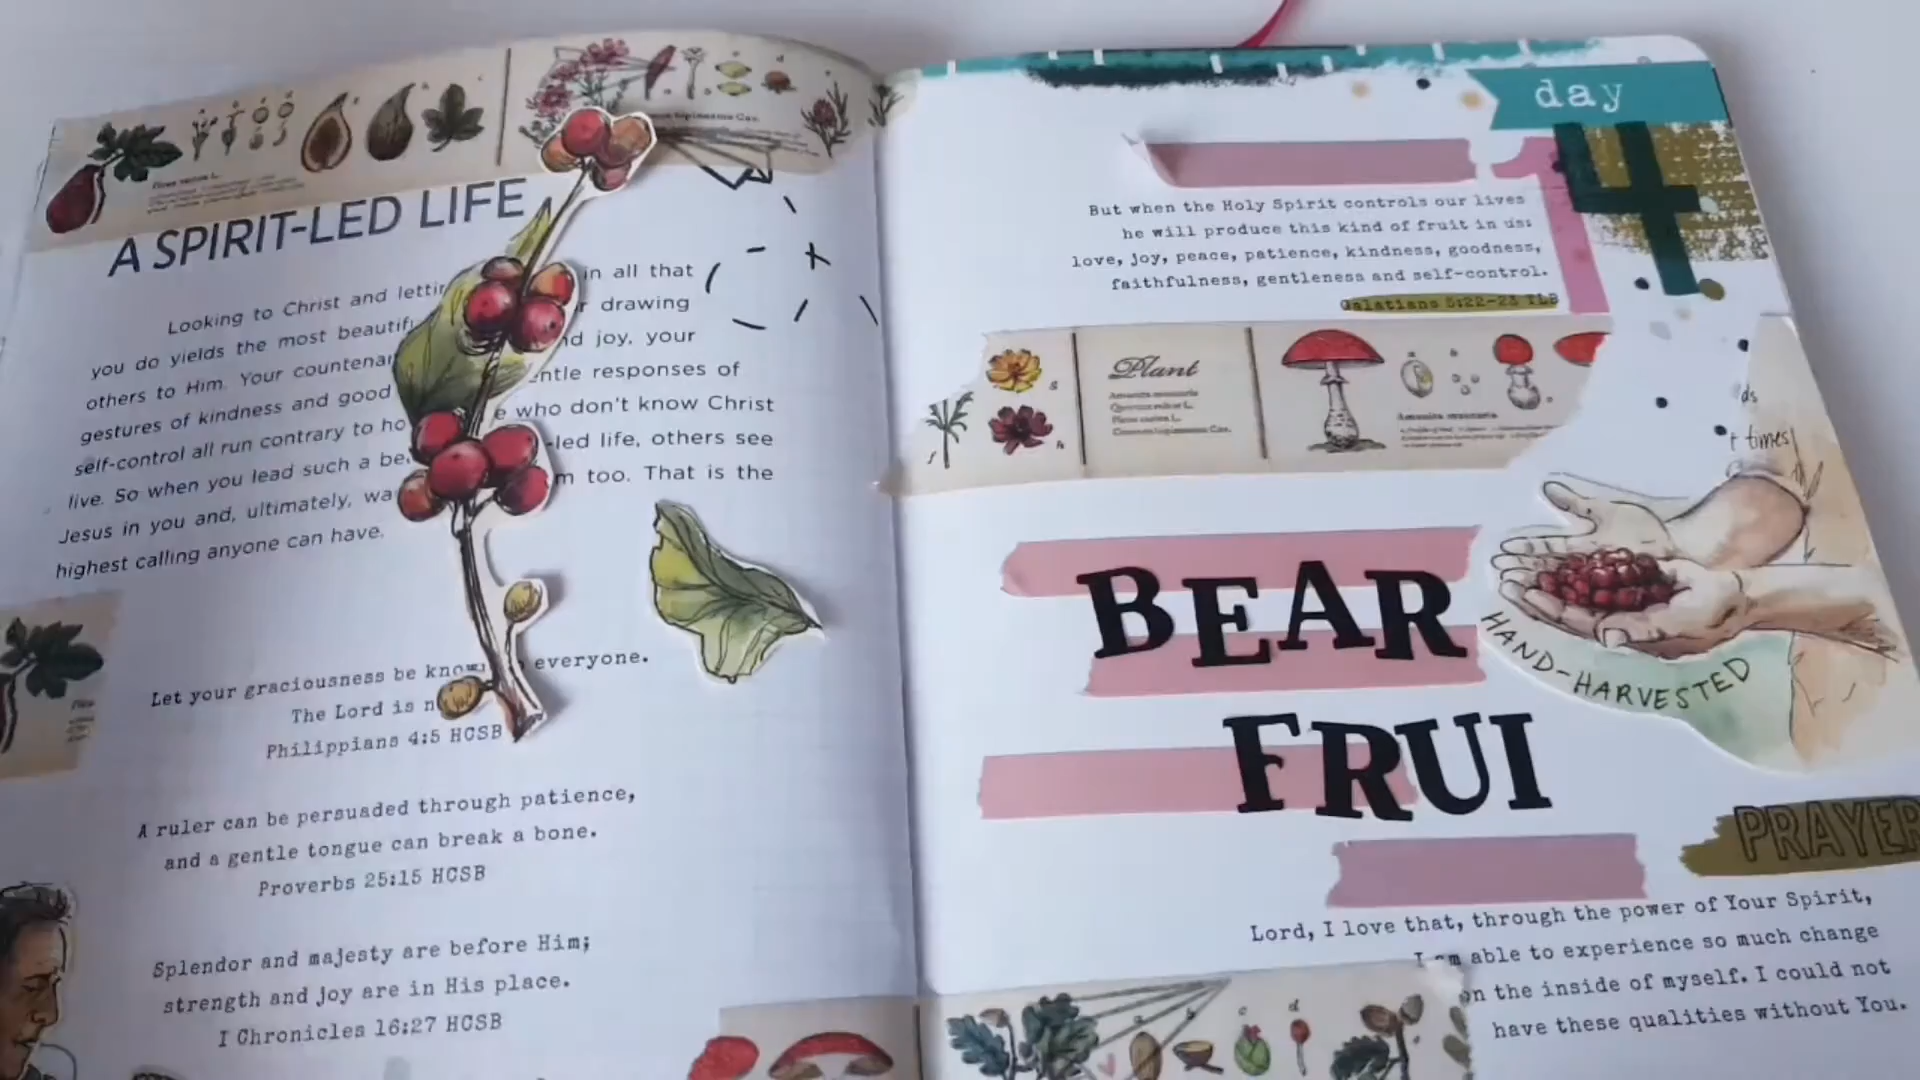 A SPIRIT-LED LIFE
Looking to Christ and in all that
you do yields the most drawing
others to Him. Your joy, your
gestures of kindness and good responses of
self-control all run contrary to who don't know Christ
live. So when you lead such a -led life, others see
Jesus in you and, ultimately, too. That is the
highest calling anyone can have.
Let your graciousness be everyone.
The Lord is
Philippians 4:5 HCSB
A ruler can be persuaded through patience,
and a gentle tongue can break a bone.
Proverbs 25:15 HCSB
Splendor and majesty are before Him;
strength and joy are in His place.
I Chronicles 16:27 HCSB
day
14
But when the Holy Spirit controls our lives
he will produce this kind of fruit in us:
love, joy, peace, patience, kindness, goodness,
faithfulness, gentleness and self-control.
Galatians 5:22-23 TLB
Plant
times
BEAR
FRUI
HAND-HARVESTED
PRAYER
Lord, I love that, through the power of Your Spirit,
I am able to experience so much change
on the inside of myself. I could not
have these qualities without You.